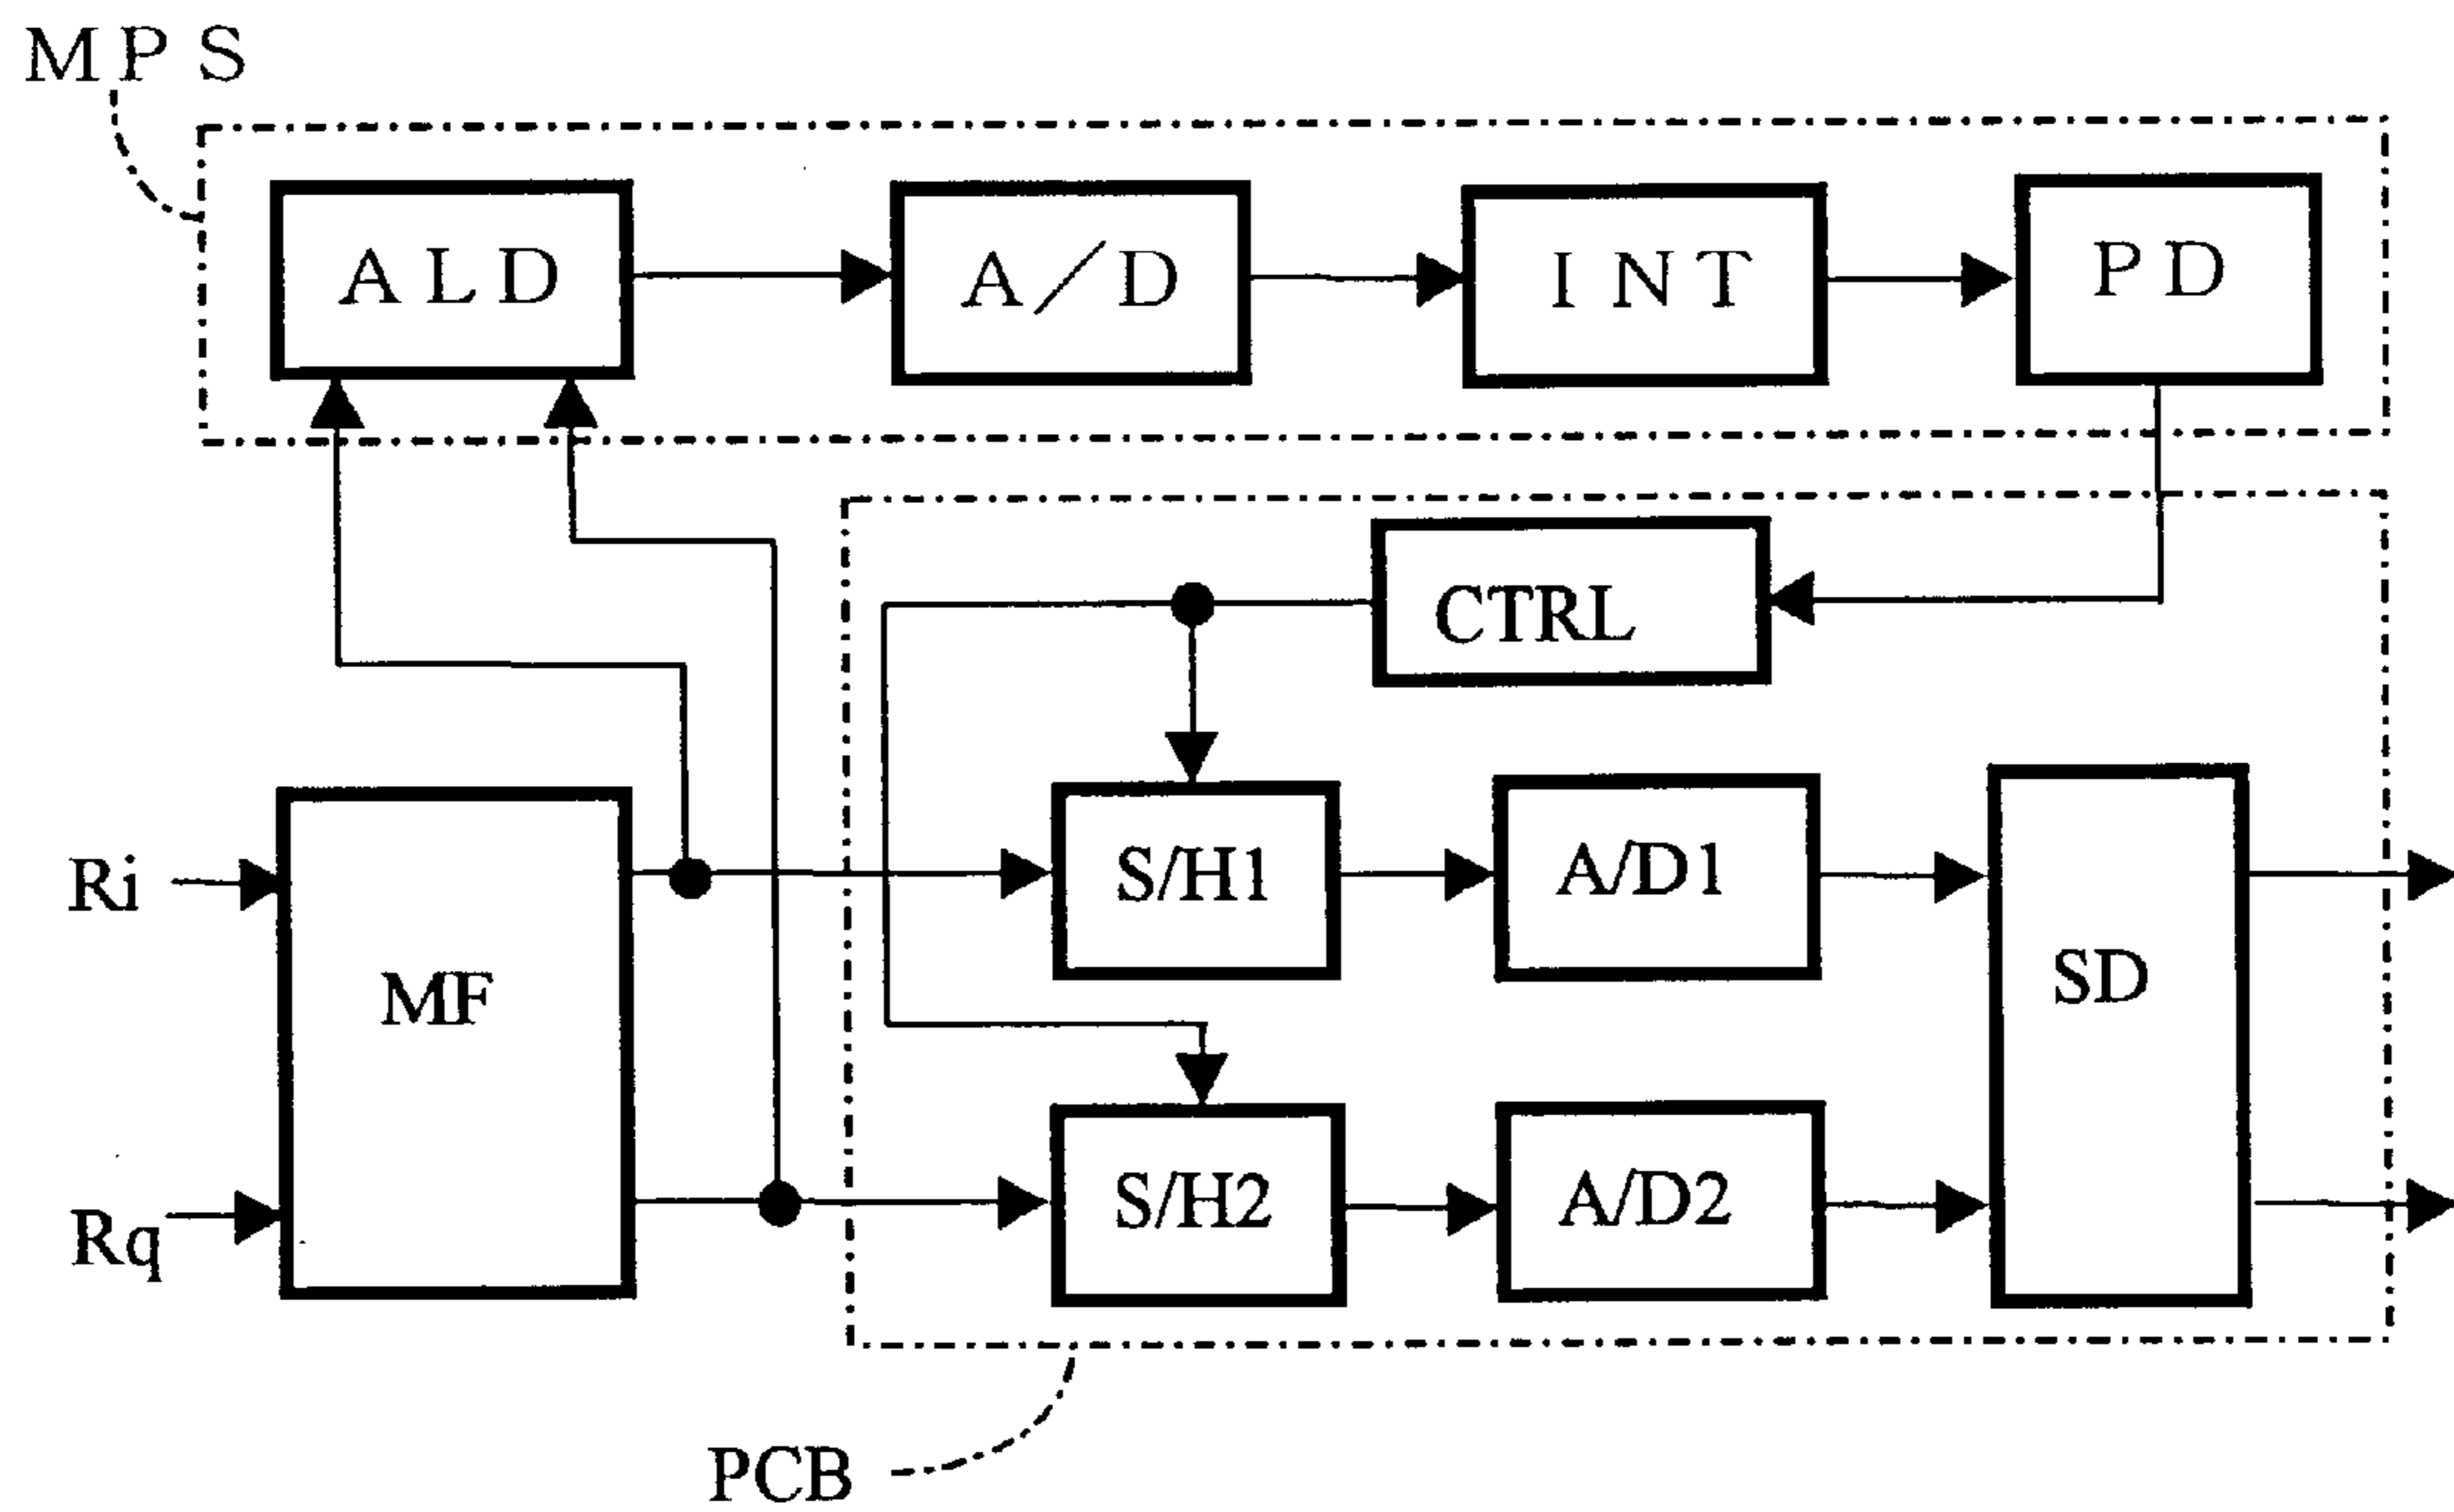 MPS
ALD
A/D
INT
PD
CTRL
Ri
S/H1
A/D1
MF
SD
Rq
S/H2
A/D2
PCB